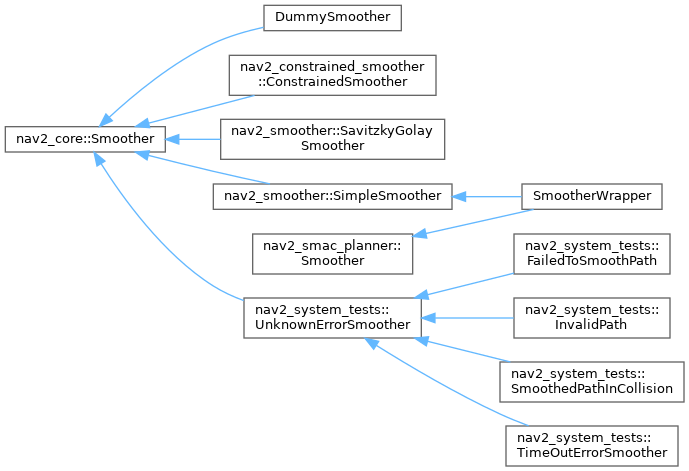 DummySmoother
nav2_constrained_smoother
::ConstrainedSmoother
nav2_core::Smoother
nav2_smoother::SavitzkyGolay
Smoother
nav2_smoother::SimpleSmoother
SmootherWrapper
nav2_smac_planner::
Smoother
nav2_system_tests::
FailedToSmoothPath
nav2_system_tests::
UnknownErrorSmoother
nav2_system_tests::
InvalidPath
nav2_system_tests::
SmoothedPathInCollision
nav2_system_tests::
TimeOutErrorSmoother